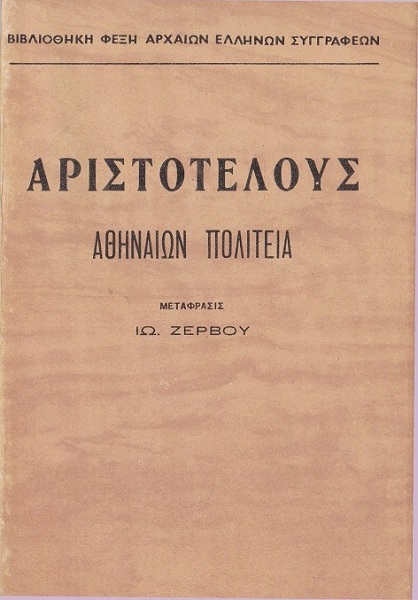 ΒΙΒΛΙΟΘΗΚΗ ΦΕΞΗ ΑΡΧΑΙΩΝ ΕΛΛΗΝΩΝ ΣΥΓΓΡΑΦΕΩΝ
ΑΡΙΣΤΟΤΕΛΟΥΣ
ΑΘΗΝΑΙΩΝ ΠΟΛΙΤΕΙΑ
ΜΕΤΑΦΡΑΣΙΣ
ΙΩ. ΖΕΡΒΟΥ